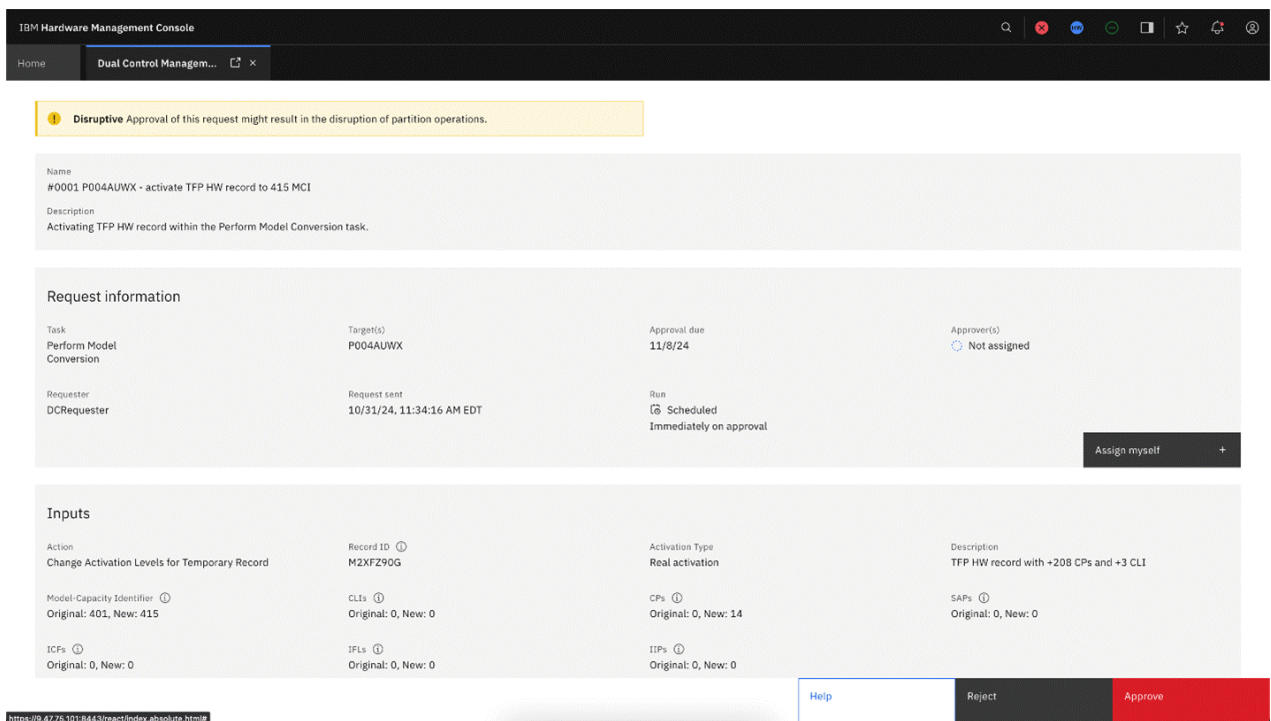 IBM Hardware Management Console
HW
Home
Dual Control Managem...
Disruptive Approval of this request might result in the disruption of partition operations.
Name
#0001 P004AUWX - activate TFP HW record to 415 MCI
Description
Activating TFP HW record within the Perform Model Conversion task.
Request information
Task
Perform Model
Conversion
Target(s)
P004AUWX
Approval due
11/8/24
Approver(s)
Not assigned
Requester
DCRequester
Request sent
10/31/24, 11:34:16 AM EDT
Run
Scheduled
Immediately on approval
Assign myself +
Inputs
Action
Change Activation Levels for Temporary Record
Record ID
M2XFZ90G
Activation Type
Real activation
Description
TFP HW record with +208 CPs and +3 CLI
Model-Capacity Identifier
Original: 401, New: 415
CLIs
Original: 0, New: 0
CPs
Original: 0, New: 14
SAPs
Original: 0, New: 0
ICFs
Original: 0, New: 0
IFLs
Original: 0, New: 0
IIPs
Original: 0, New: 0
Help
Reject
Approve
https://9.47.75.101:8443/react/index.absolute.html#